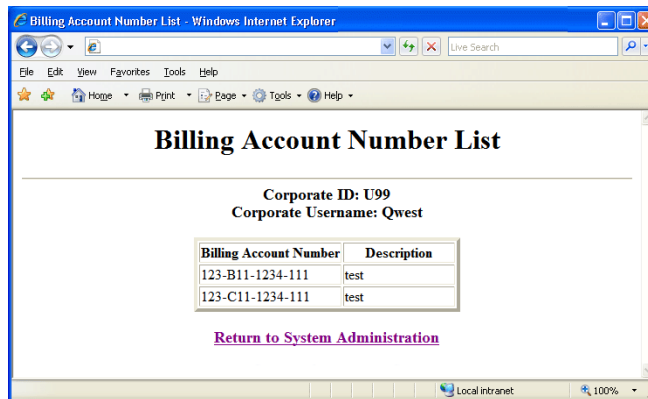 Billing Account Number List - Windows Internet Explorer
Live Search
File Edit View Favorites Tools Help
Home Print Page Tools Help
Billing Account Number List
Corporate ID: U99
Corporate Username: Qwest
Billing Account Number Description
123-B11-1234-111 test
123-C11-1234-111 test
Return to System Administration
Local intranet 100%